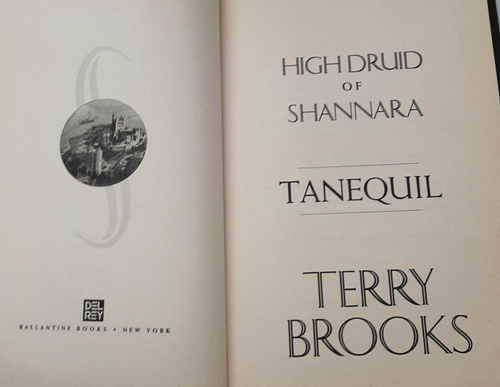 DEL
REY
BALLANTINE BOOKS • NEW YORK
HIGH DRUID
OF
SHANNARA
TANEQUIL
TERRY
BROOKS